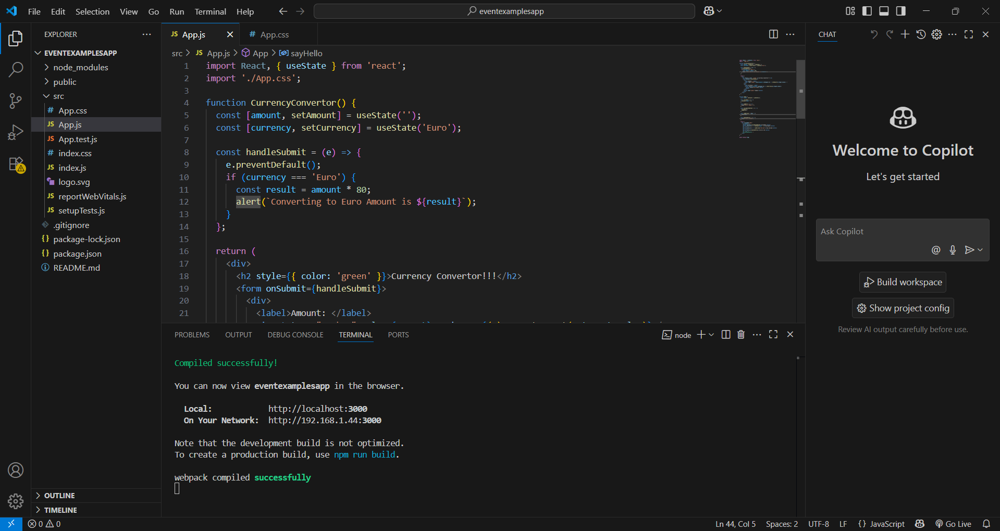 File Edit Selection View Go Run Terminal Help
eventexamplesapp
EXPLORER
EVENTEXAMPLESAPP
node_modules
public
src
# App.css
JS App.js
JS App.test.js
# index.css
JS index.js
logo.svg
JS reportWebVitals.js
JS setupTests.js
.gitignore
{} package-lock.json
{} package.json
README.md
OUTLINE
TIMELINE
JS App.js
# App.css
src > JS App.js > App > sayHello
1 import React, { useState } from 'react';
2 import './App.css';
3
4 function CurrencyConvertor() {
5 const [amount, setAmount] = useState('');
6 const [currency, setCurrency] = useState('Euro');
7
8 const handleSubmit = (e) => {
9 e.preventDefault();
10 if (currency === 'Euro') {
11 const result = amount * 80;
12 alert(`Converting to Euro Amount is ${result}`);
13 }
14 };
15
16 return (
17 <div>
18 <h2 style={{ color: 'green' }}>Currency Convertor!!!</h2>
19 <form onSubmit={handleSubmit}>
20 <div>
21 <label>Amount: </label>
PROBLEMS OUTPUT DEBUG CONSOLE TERMINAL PORTS
node
Compiled successfully!
You can now view eventexamplesapp in the browser.
Local: http://localhost:3000
On Your Network: http://192.168.1.44:3000
Note that the development build is not optimized.
To create a production build, use npm run build.
webpack compiled successfully
CHAT
Welcome to Copilot
Let's get started
Ask Copilot
@
Build workspace
Show project config
Review AI output carefully before use.
0 0
Ln 44, Col 5 Spaces: 2 UTF-8 LF {} JavaScript Go Live